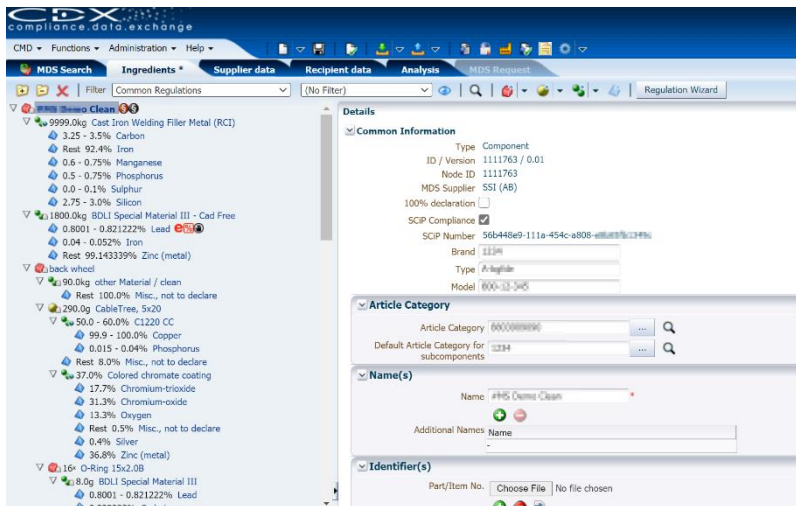 CDX
compliance.data.exchange
CMD Functions Administration Help
MDS Search Ingredients * Supplier data Recipient data Analysis MDS Request
Filter Common Regulations (No Filter) Regulation Wizard
Demo Clean
9999.0kg Cast Iron Welding Filler Metal (RCI)
3.25 - 3.5% Carbon
Rest 92.4% Iron
0.6 - 0.75% Manganese
0.5 - 0.75% Phosphorus
0.0 - 0.1% Sulphur
2.75 - 3.0% Silicon
1800.0kg BDLI Special Material III - Cad Free
0.8001 - 0.821222% Lead
0.04 - 0.052% Iron
Rest 99.143339% Zinc (metal)
back wheel
90.0kg other Material / clean
Rest 100.0% Misc., not to declare
290.0g CableTree, 5x20
50.0 - 60.0% C1220 CC
99.9 - 100.0% Copper
0.015 - 0.04% Phosphorus
Rest 8.0% Misc., not to declare
37.0% Colored chromate coating
17.7% Chromium-trioxide
31.3% Chromium-oxide
13.3% Oxygen
Rest 0.5% Misc., not to declare
0.4% Silver
36.8% Zinc (metal)
16x O-Ring 15x2.0B
8.0g BDLI Special Material III
0.8001 - 0.821222% Lead
Details
Common Information
Type Component
ID / Version 1111763 / 0.01
Node ID 1111763
MDS Supplier SSI (AB)
100% declaration
SCiP Compliance
SCiP Number 56b448e9-111a-454c-a808-
Brand
Type
Model
Article Category
Article Category ...
Default Article Category for subcomponents ...
Name(s)
Name *
Additional Names Name
-
Identifier(s)
Part/Item No. Choose File No file chosen